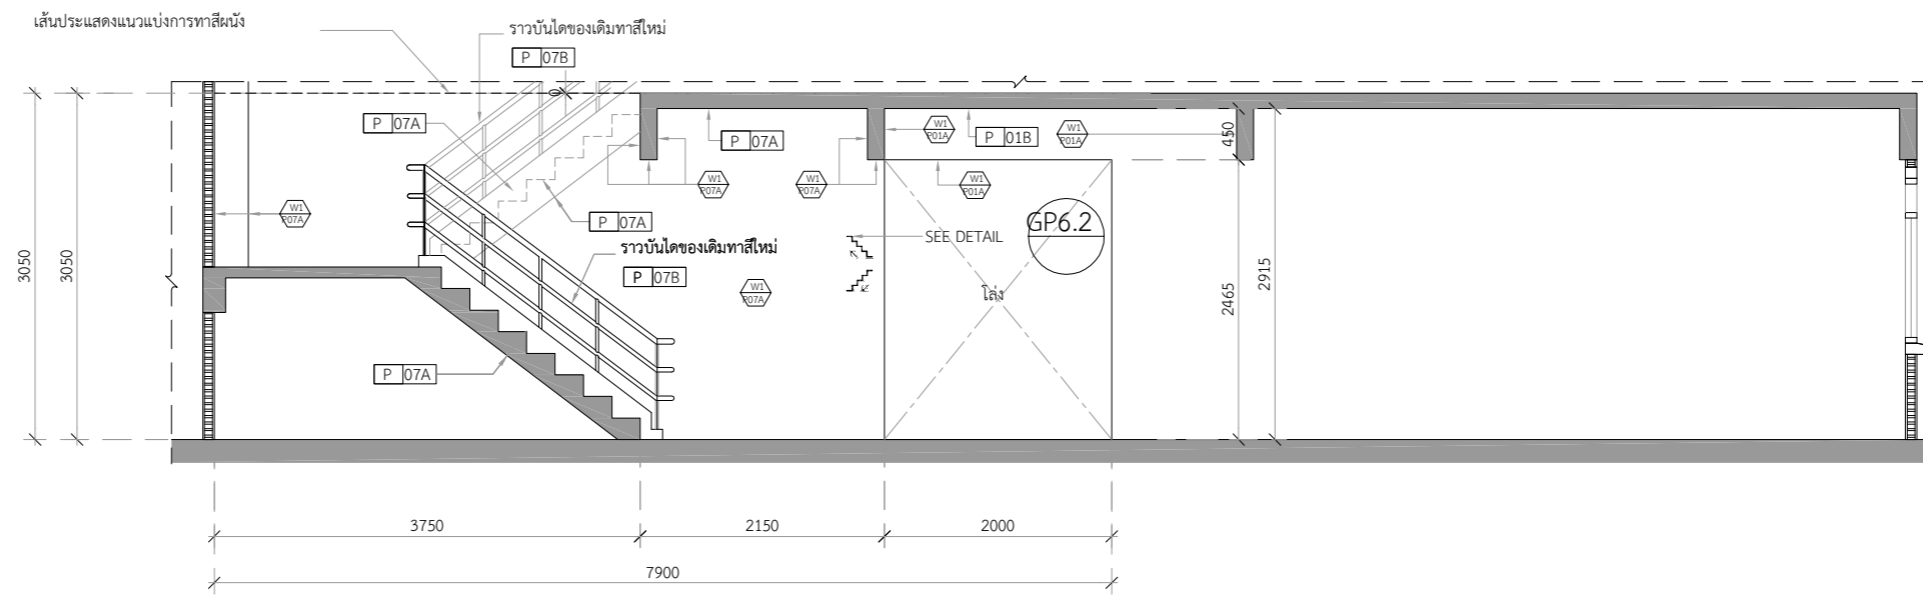 เส้นประแสดงแนวแบ่งการทาสีผนัง
ราวบันไดของเดิมทาสีใหม่
P 07B
0
P 07A
P 07A
W1
P01A
P 01B
W1
P01A
450
W1
P07A
W1
P07A
W1
P01A
W1
P07A
P 07A
GP6.2
SEE DETAIL
ราวบันไดของเดิมทาสีใหม่
P 07B
W1
P07A
โล่ง
3050
3050
2465
2915
P 07A
3750
2150
2000
7900